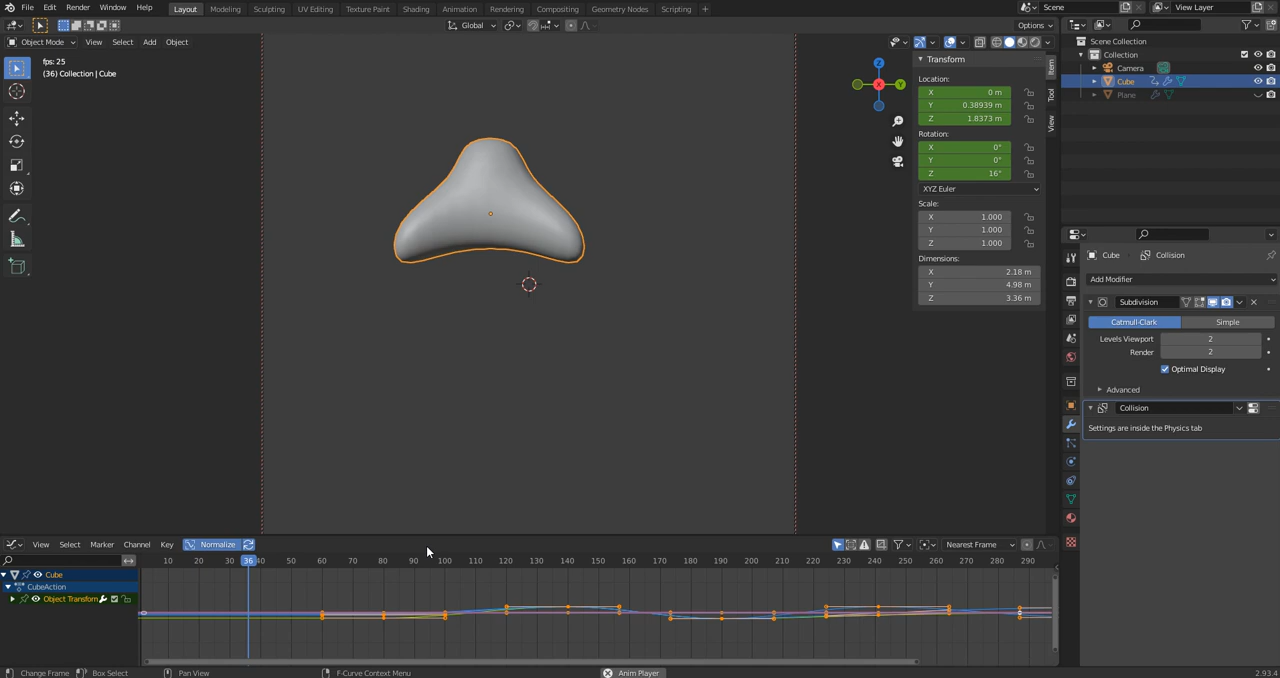 File Edit Render Window Help Layout Modeling Sculpting UV Editing Texture Paint Shading Animation Rendering Compositing Geometry Nodes Scripting + Scene View Layer
Global Options
Object Mode View Select Add Object
fps: 25
(36) Collection | Cube
X Y Z
Transform
Location:
X 0 m
Y 0.38939 m
Z 1.8373 m
Rotation:
X 0°
Y 0°
Z 16°
XYZ Euler
Scale:
X 1.000
Y 1.000
Z 1.000
Dimensions:
X 2.18 m
Y 4.98 m
Z 3.36 m
Item
Tool
View
Scene Collection
Collection
Camera
Cube
Plane
Cube Collision
Add Modifier
Subdivision
Catmull-Clark Simple
Levels Viewport 2
Render 2
Optimal Display
Advanced
Collision
Settings are inside the Physics tab
View Select Marker Channel Key Normalize Nearest Frame
10 20 30 36 40 50 60 70 80 90 100 110 120 130 140 150 160 170 180 190 200 210 220 230 240 250 260 270 280 290
Cube
CubeAction
Object Transform
Change Frame Box Select Pan View F-Curve Context Menu Anim Player 2.93.4